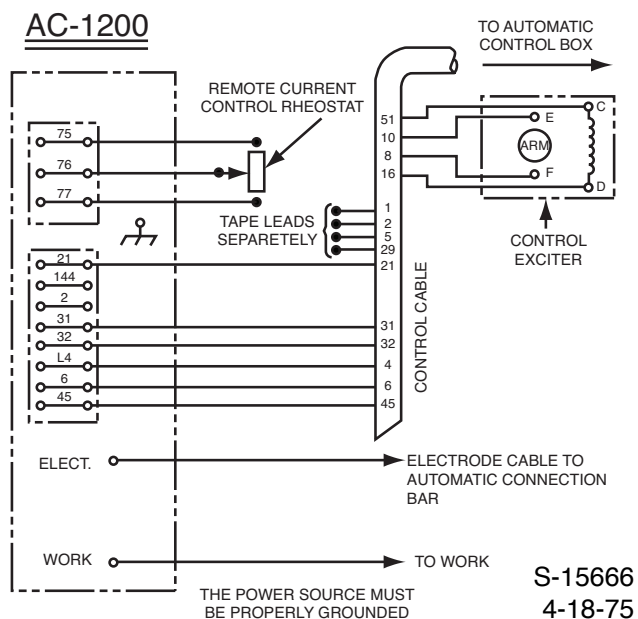 AC-1200
TO AUTOMATIC
CONTROL BOX
REMOTE CURRENT
CONTROL RHEOSTAT
75
76
77
51
10
8
16
C
E
ARM
F
D
CONTROL
EXCITER
TAPE LEADS
SEPARETELY
1
2
5
29
21
21
144
2
31
32
L4
6
45
31
32
4
6
45
CONTROL CABLE
ELECT.
ELECTRODE CABLE TO
AUTOMATIC CONNECTION
BAR
WORK
TO WORK
THE POWER SOURCE MUST
BE PROPERLY GROUNDED
S-15666
4-18-75